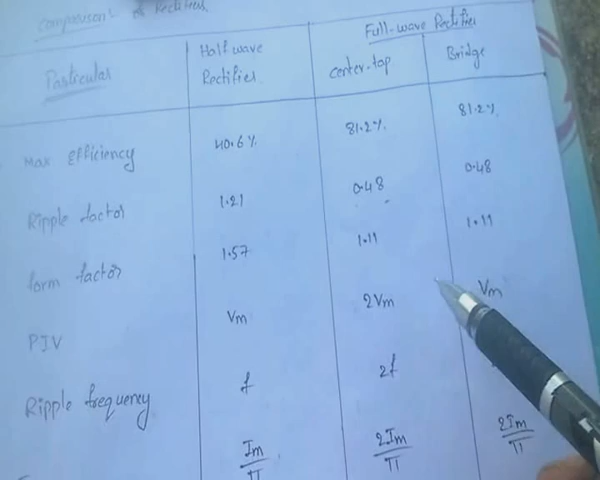 Comparison of Rectifiers
Particular Half wave Rectifier Full-wave Rectifier
center-tap Bridge
Max efficiency 40.6% 81.2% 81.2%
Ripple factor 1.21 0.48 0.48
form factor 1.57 1.11 1.11
PIV Vm 2Vm Vm
Ripple frequency f 2f
Im/π 2Im/π 2Im/π